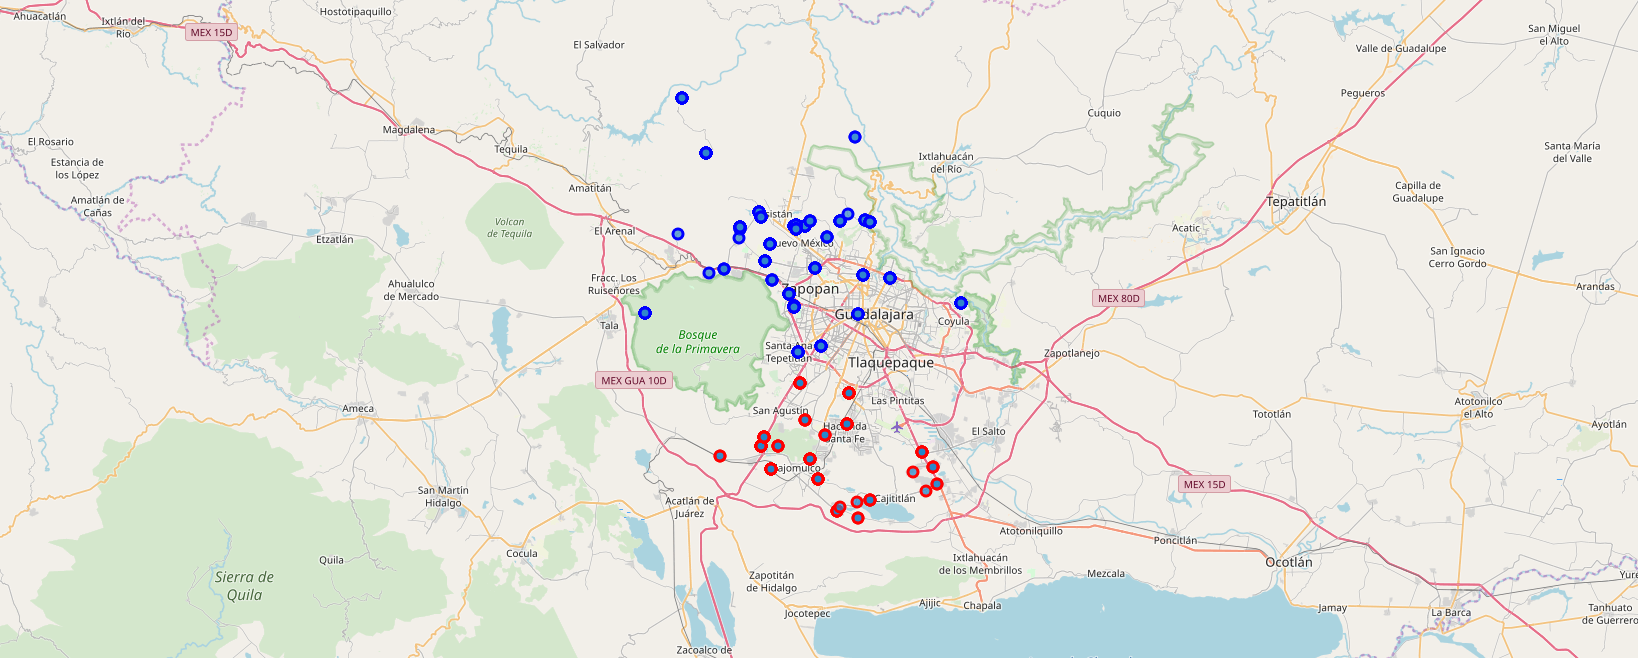 Ahuacatlán
Ixtlán del
Río
Hostotipaquillo
MEX 15D
El Salvador
San Miguel
el Alto
Valle de Guadalupe
Pegueros
Cuquio
Magdalena
El Rosario
Tequila
Estancia de
los López
Ixtlahuacán
del Río
Santa María
del Valle
Amatitán
Capilla de
Guadalupe
Amatlán de
Cañas
Tepatitlán
Volcan
de Tequila
El Arenal
Acatic
Etzatlán
San Ignacio
Cerro Gordo
Fracc. Los
Ruiseñores
Ahualulco
de Mercado
Zapopan
Arandas
MEX 80D
Guadalajara
Coyula
Tala
Bosque
de la Primavera
Santa Ana
Tepetitlán
Zapotlanejo
Tlaquepaque
MEX GUA 10D
Ameca
San Agustin
Las Pintitas
Atotonilco
el Alto
Tototlán
Ayotlán
Hacienda
Santa Fe
El Salto
San Martin
Hidalgo
Acatlán de
Juárez
Cajititlán
MEX 15D
Atotonilquillo
Poncitlán
Cocula
Quila
Ixtlahuacán
de los Membrillos
Ocotlán
Sierra de
Quila
Zapotitán
de Hidalgo
Mezcala
Ajijic
Chapala
Jocotepec
Jamay
La Barca
Tanhuato
de Guerrero
Zacoalco de